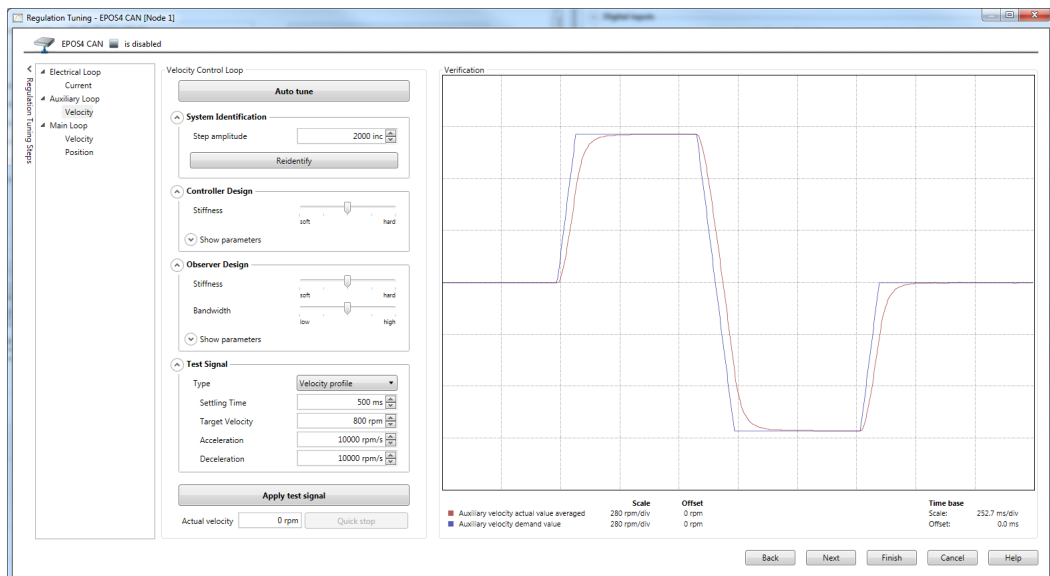 Regulation Tuning - EPOS4 CAN [Node 1]
Digital Inputs
EPOS4 CAN is disabled
Regulation Tuning Steps
Electrical Loop
Current
Auxiliary Loop
Velocity
Main Loop
Velocity
Position
Velocity Control Loop
Auto tune
System Identification
Step amplitude 2000 inc
Reidentify
Controller Design
Stiffness
soft hard
Show parameters
Observer Design
Stiffness
soft hard
Bandwidth
low high
Show parameters
Test Signal
Type Velocity profile
Settling Time 500 ms
Target Velocity 800 rpm
Acceleration 10000 rpm/s
Deceleration 10000 rpm/s
Apply test signal
Actual velocity 0 rpm Quick stop
Verification
Scale Offset Time base
Auxiliary velocity actual value averaged 280 rpm/div 0 rpm Scale: 252.7 ms/div
Auxiliary velocity demand value 280 rpm/div 0 rpm Offset: 0.0 ms
Back Next Finish Cancel Help